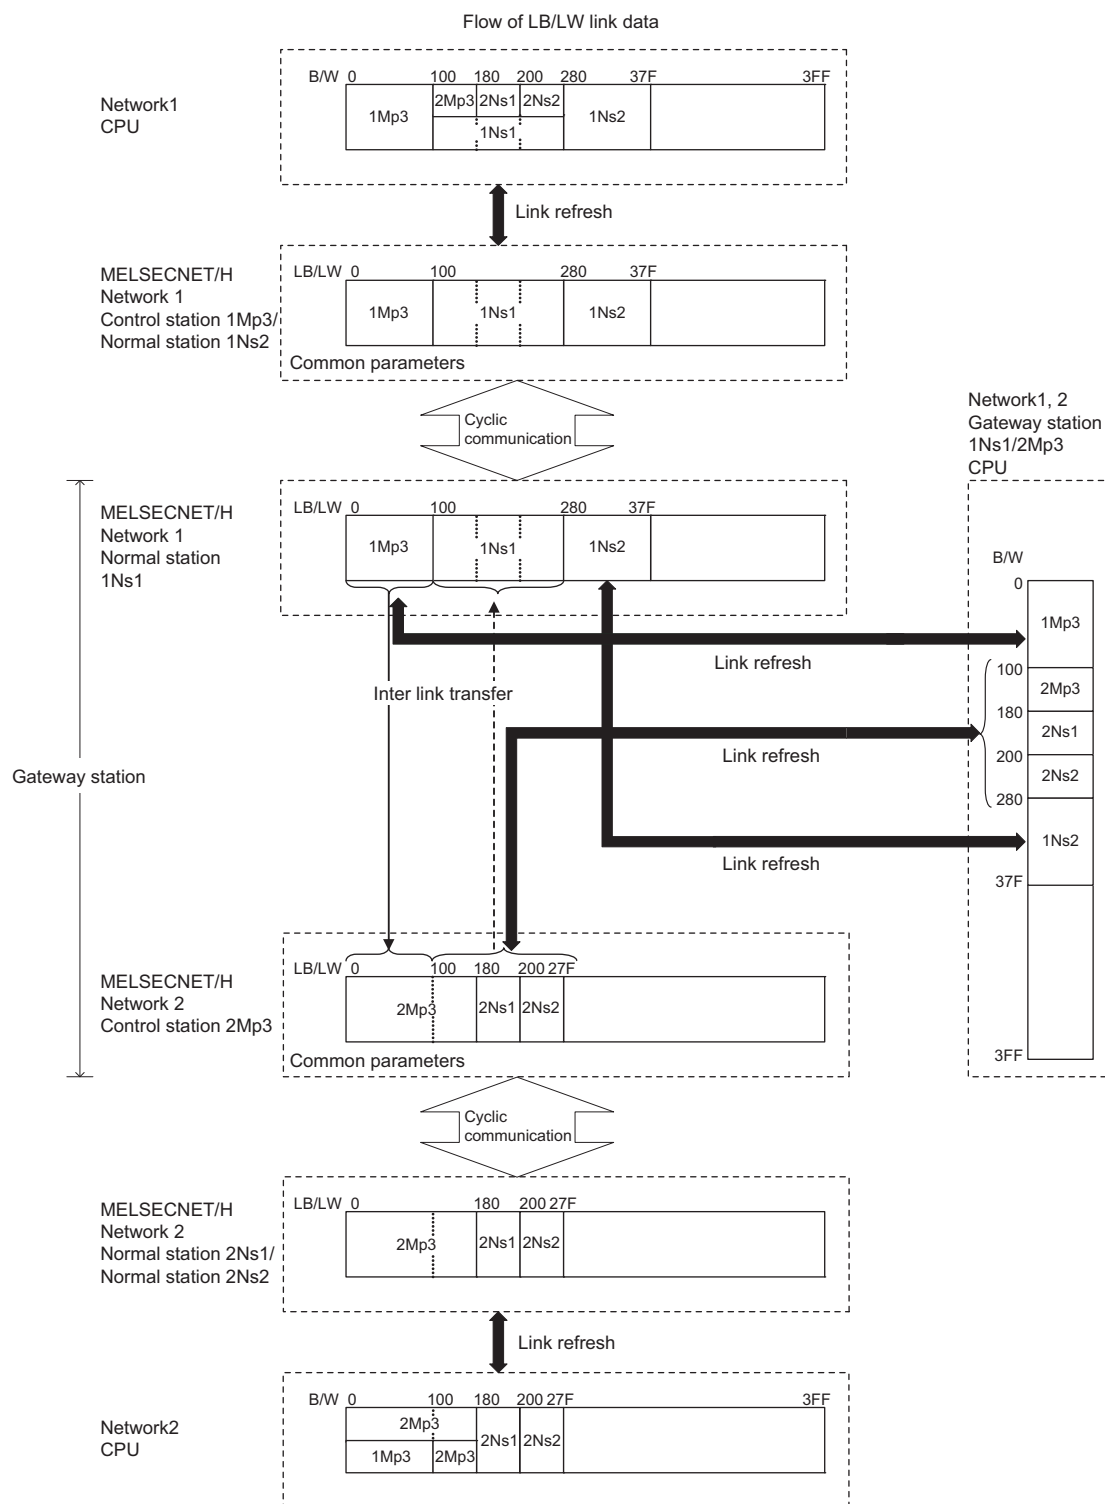 Flow of LB/LW link data
B/W 0 100 180 200 280 37F 3FF
Network1
CPU
1Mp3 2Mp3 2Ns1 2Ns2 1Ns2
1Ns1
Link refresh
MELSECNET/H
Network 1
Control station 1Mp3/
Normal station 1Ns2
LB/LW 0 100 280 37F
1Mp3 1Ns1 1Ns2
Common parameters
Cyclic
communication
Network1, 2
Gateway station
1Ns1/2Mp3
CPU
MELSECNET/H
Network 1
Normal station
1Ns1
LB/LW 0 100 280 37F
1Mp3 1Ns1 1Ns2
B/W
0
1Mp3
Link refresh
100
2Mp3
Inter link transfer
180
2Ns1
Link refresh
200
2Ns2
Gateway station
280
1Ns2
Link refresh
37F
3FF
MELSECNET/H
Network 2
Control station 2Mp3
LB/LW 0 100 180 200 27F
2Mp3 2Ns1 2Ns2
Common parameters
Cyclic
communication
MELSECNET/H
Network 2
Normal station 2Ns1/
Normal station 2Ns2
LB/LW 0 180 200 27F
2Mp3 2Ns1 2Ns2
Link refresh
B/W 0 100 180 200 27F 3FF
Network2
CPU
2Mp3 2Ns1 2Ns2
1Mp3 2Mp3